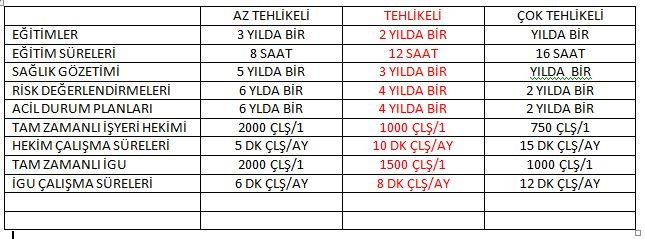 AZ TEHLİKELİ TEHLİKELİ ÇOK TEHLİKELİ
EĞİTİMLER 3 YILDA BİR 2 YILDA BİR YILDA BİR
EĞİTİM SÜRELERİ 8 SAAT 12 SAAT 16 SAAT
SAĞLIK GÖZETİMİ 5 YILDA BİR 3 YILDA BİR YILDA BİR
RİSK DEĞERLENDİRMELERİ 6 YLDA BİR 4 YILDA BİR 2 YILDA BİR
ACİL DURUM PLANLARI 6 YLDA BİR 4 YILDA BİR 2 YILDA BİR
TAM ZAMANLI İŞYERİ HEKİMİ 2000 ÇLŞ/1 1000 ÇLŞ/1 750 ÇLŞ/1
HEKİM ÇALIŞMA SÜRELERİ 5 DK ÇLŞ/AY 10 DK ÇLŞ/AY 15 DK ÇLŞ/AY
TAM ZAMANLI İGU 2000 ÇLŞ/1 1500 ÇLŞ/1 1000 ÇLŞ/1
İGU ÇALIŞMA SÜRELERİ 6 DK ÇLŞ/AY 8 DK ÇLŞ/AY 12 DK ÇLŞ/AY